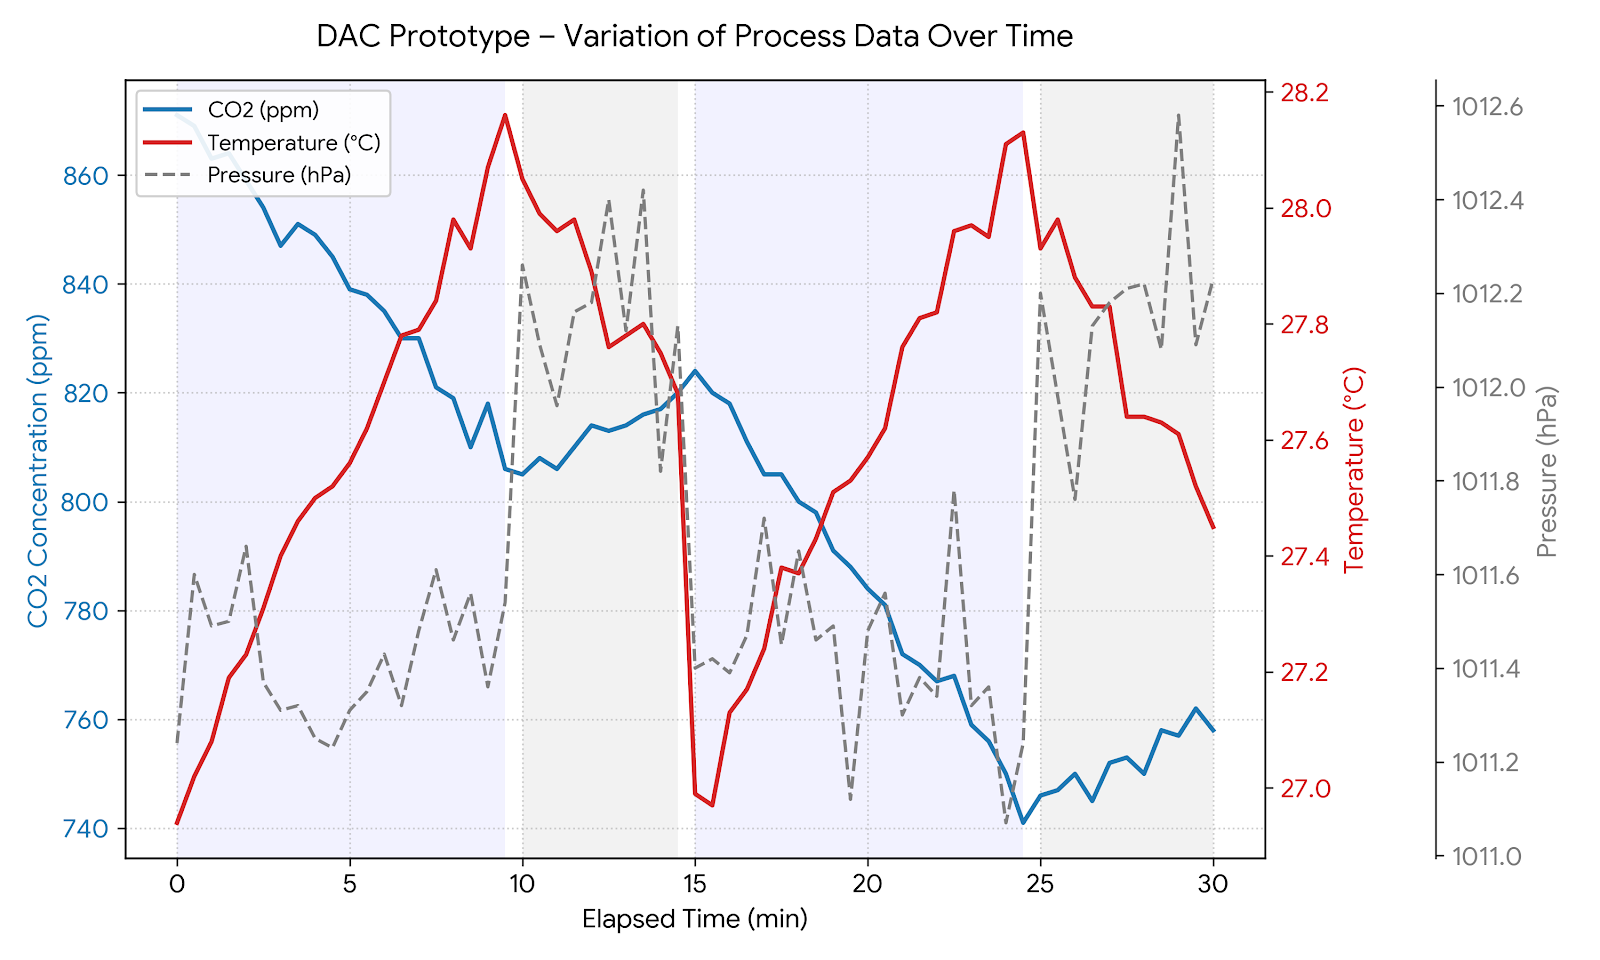 DAC Prototype – Variation of Process Data Over Time
CO2 (ppm)
Temperature (°C)
Pressure (hPa)
860
840
820
800
780
760
740
CO2 Concentration (ppm)
28.2
28.0
27.8
27.6
27.4
27.2
27.0
Temperature (°C)
1012.6
1012.4
1012.2
1012.0
1011.8
1011.6
1011.4
1011.2
1011.0
Pressure (hPa)
0 5 10 15 20 25 30
Elapsed Time (min)